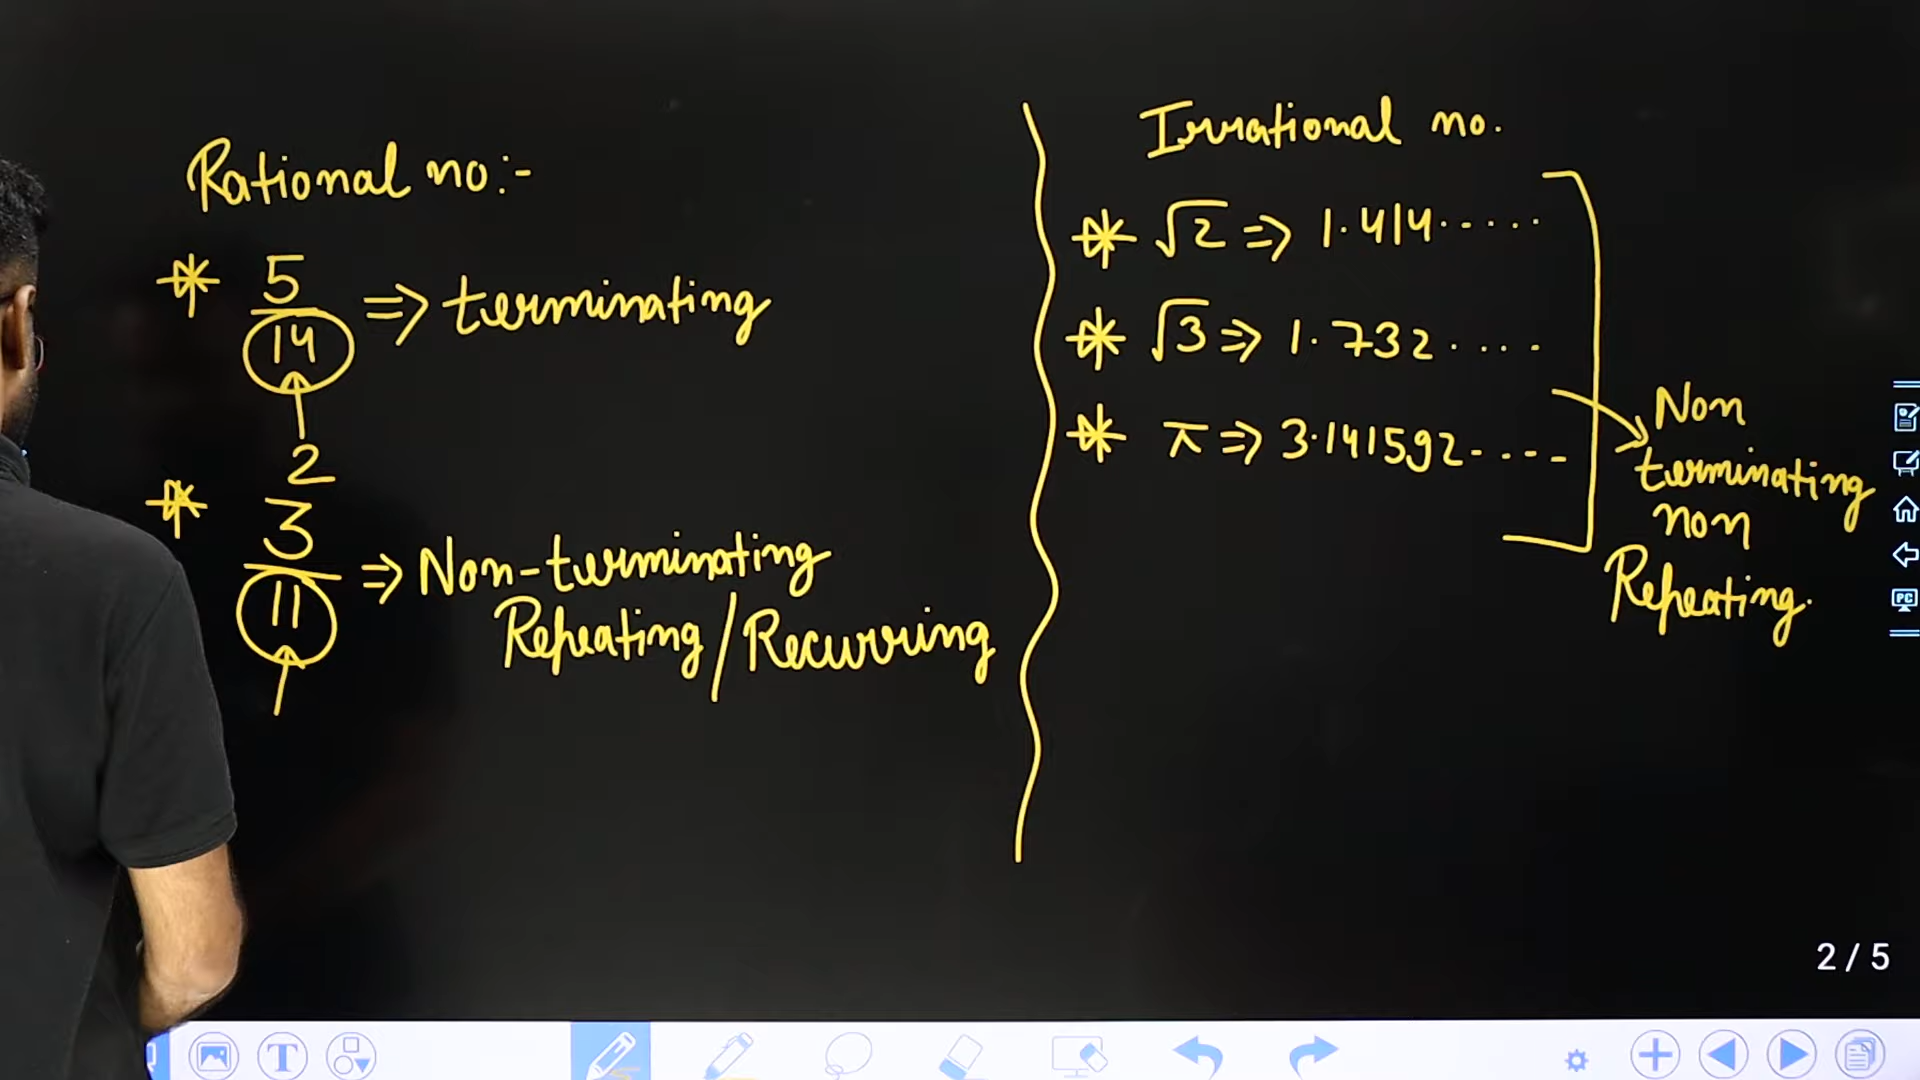 Rational no:-
* 5/14 => terminating
2
* 3/11 => Non-terminating
Repeating/Recurring
Irrational no.
* √2 => 1.414.....
* √3 => 1.732....
* π => 3.141592-....
Non
terminating
non
Repeating.
2 / 5
T
PC